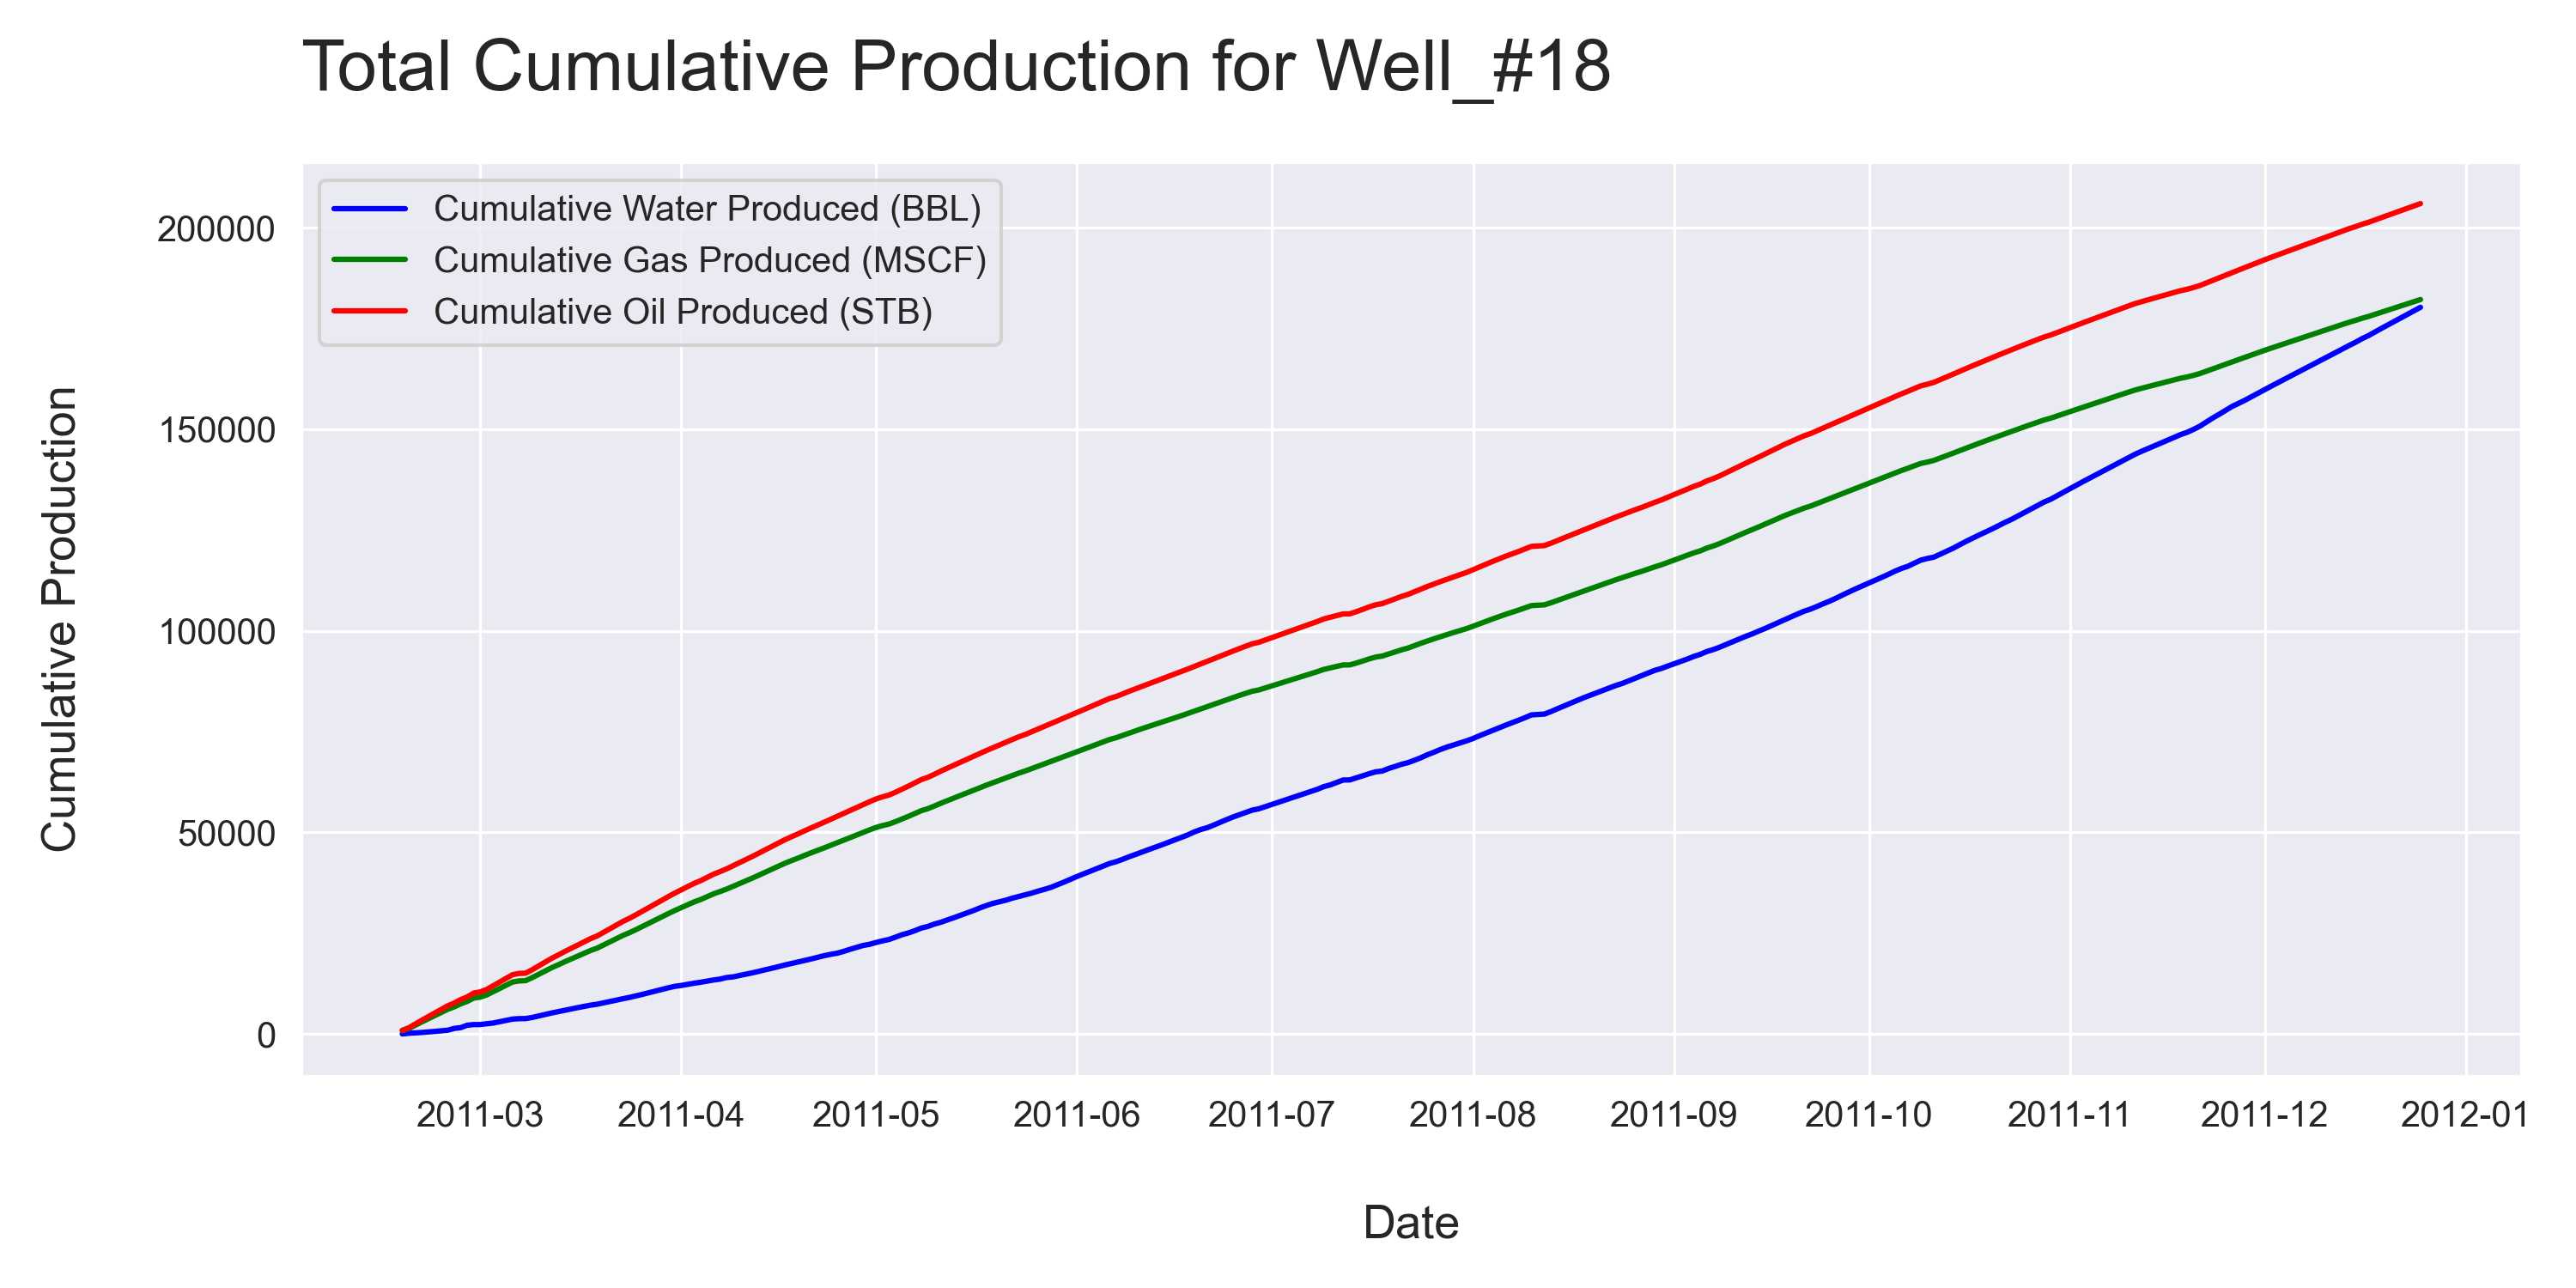 Total Cumulative Production for Well_#18
Cumulative Water Produced (BBL)
Cumulative Gas Produced (MSCF)
Cumulative Oil Produced (STB)
Cumulative Production
200000
150000
100000
50000
0
2011-03 2011-04 2011-05 2011-06 2011-07 2011-08 2011-09 2011-10 2011-11 2011-12 2012-01
Date